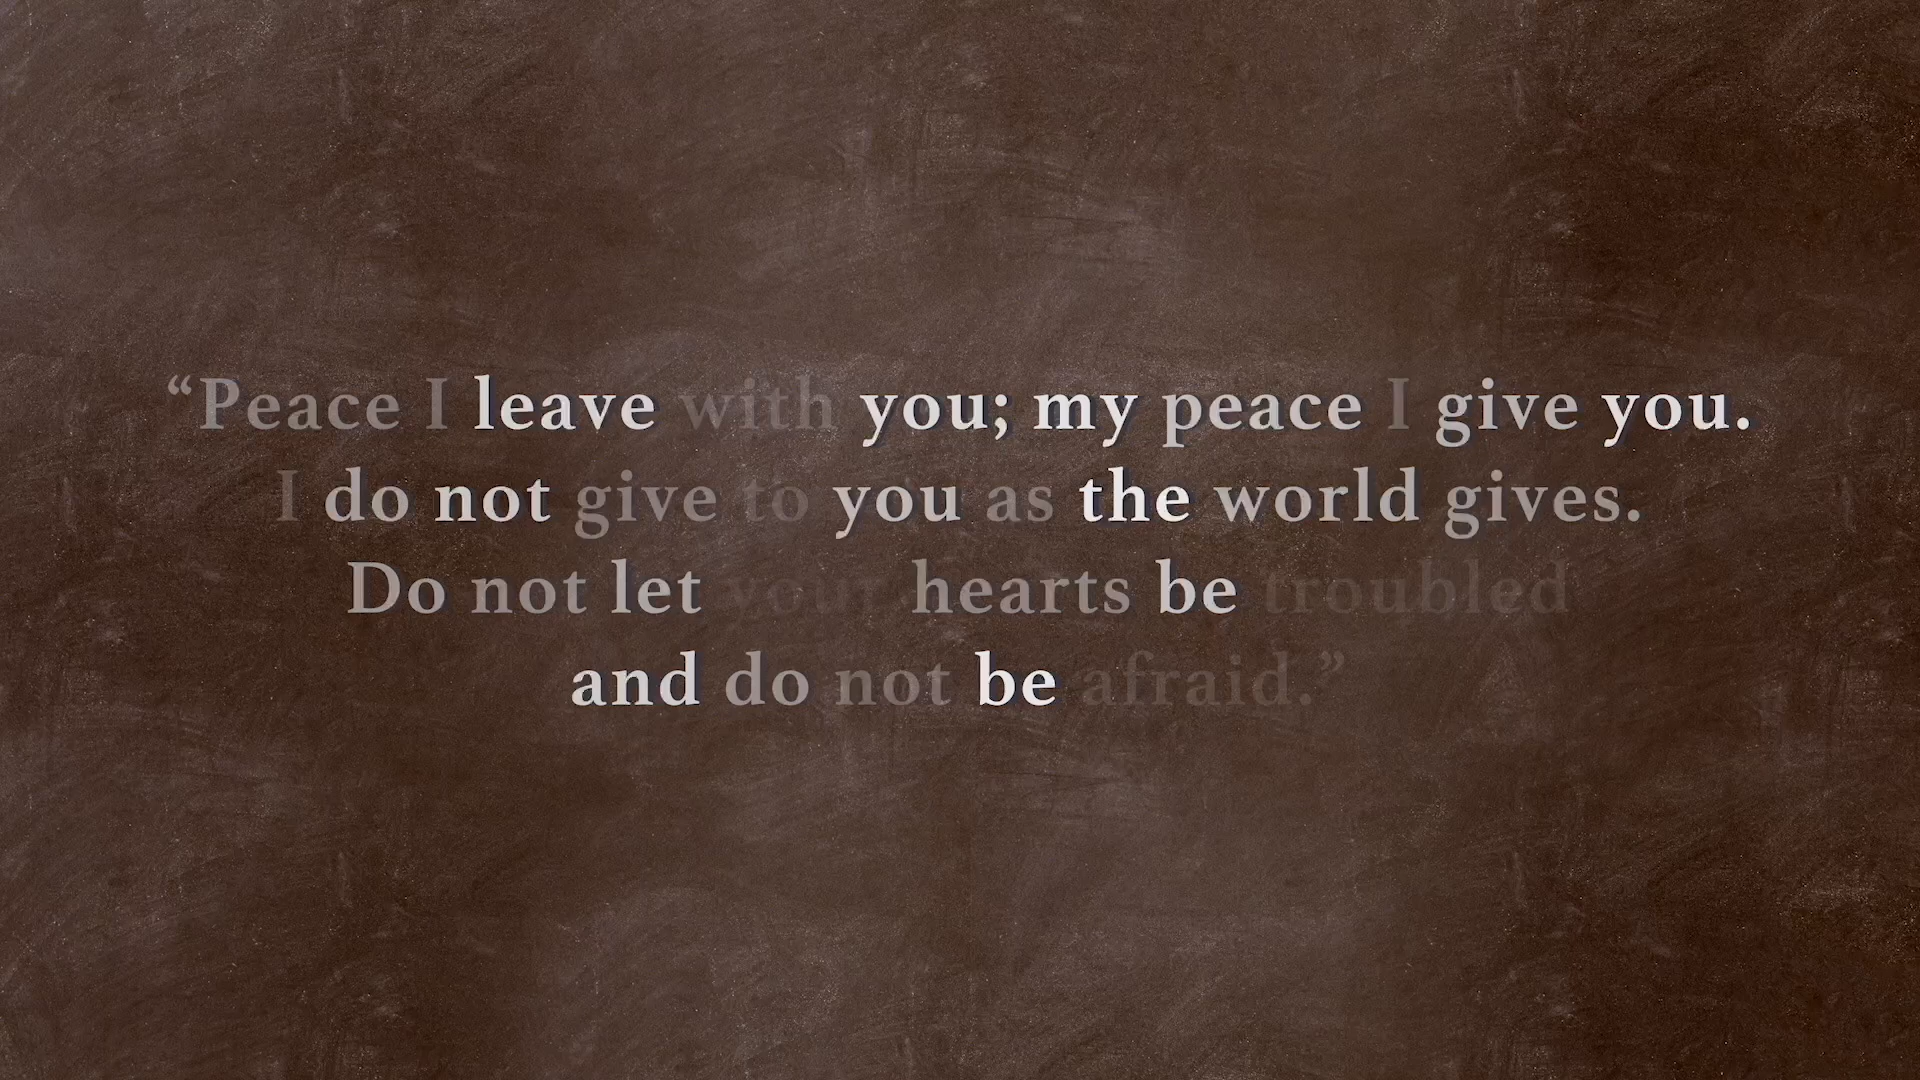 “Peace I leave with you; my peace I give you.
I do not give to you as the world gives.
Do not let your hearts be troubled
and do not be afraid.”